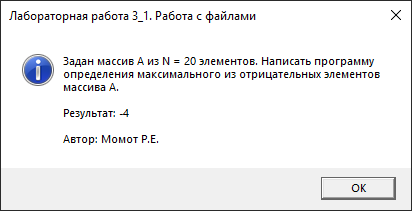 Лабораторная работа 3_1. Работа с файлами
Задан массив A из N = 20 элементов. Написать программу
определения максимального из отрицательных элементов
массива A.
Результат: -4
Автор: Момот Р.Е.
OK